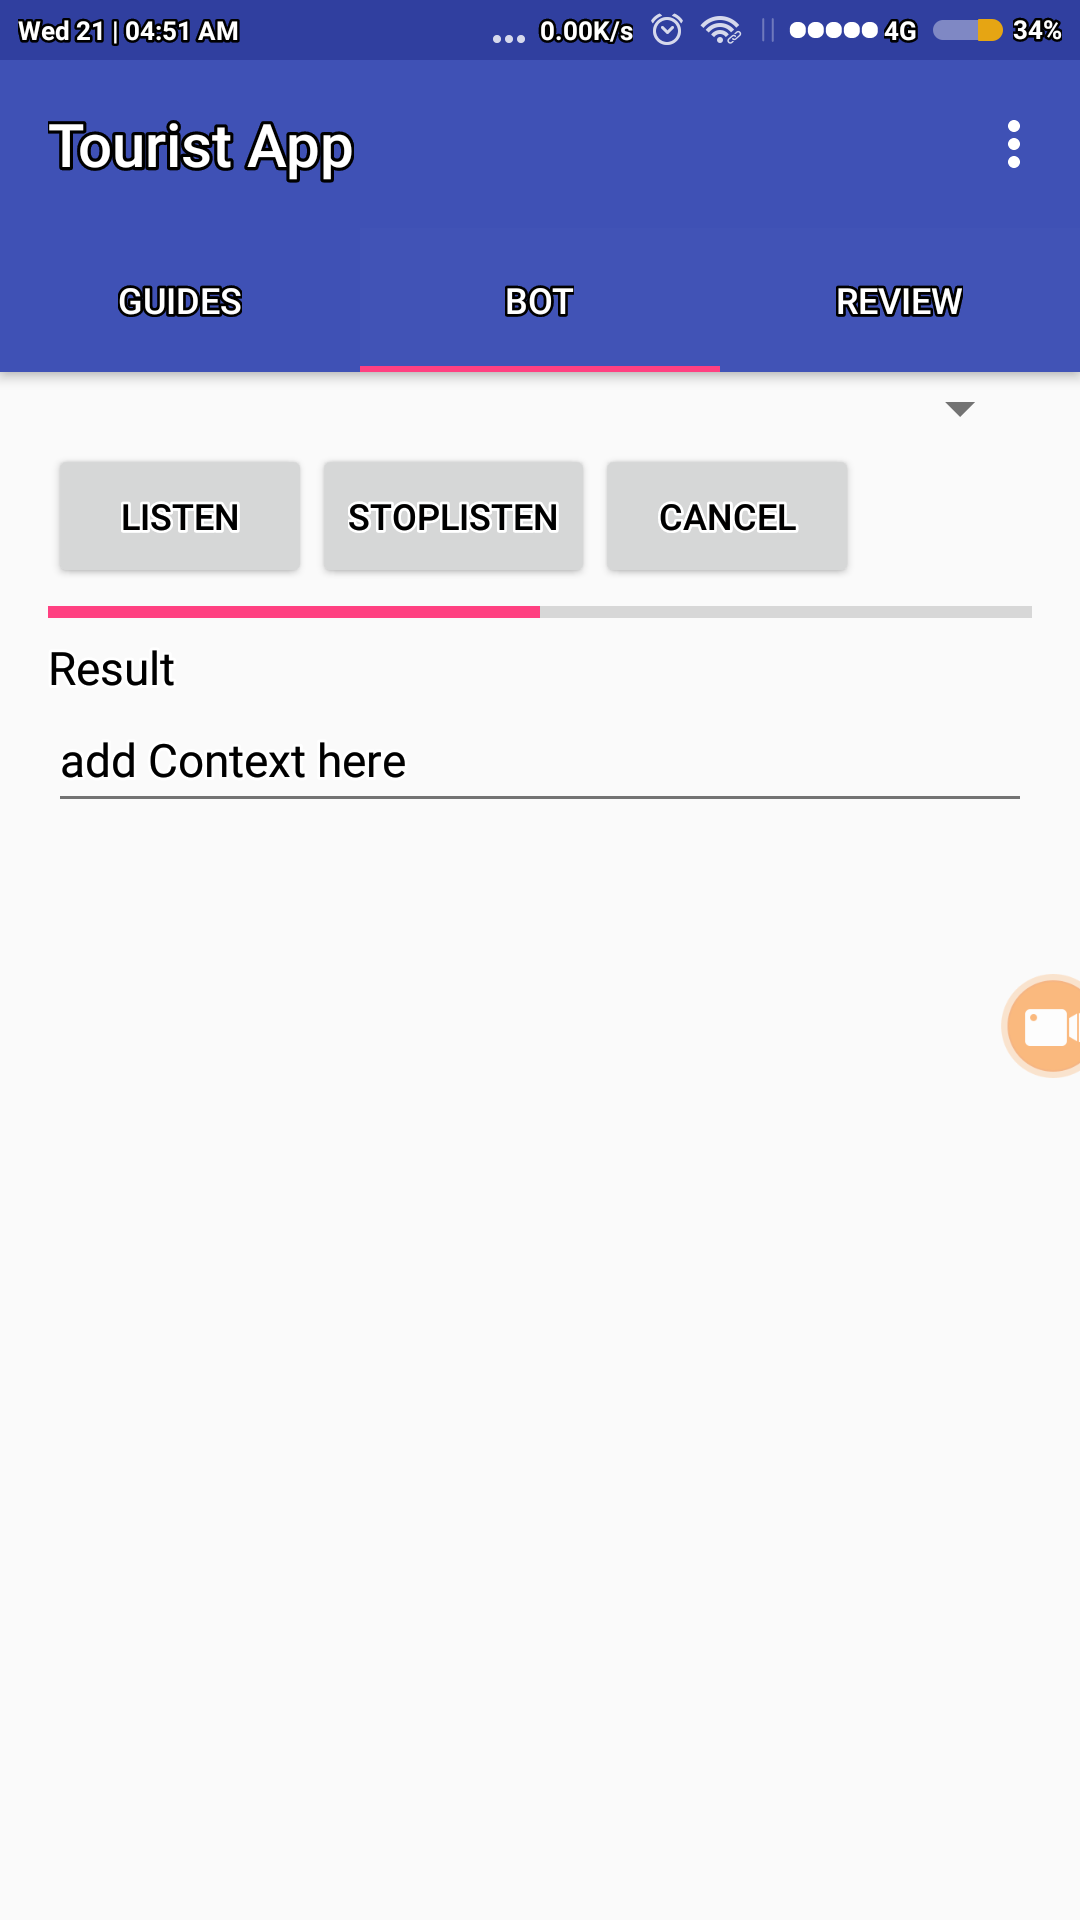 Wed 21 | 04:51 AM ... 0.00K/s 4G 34%
Tourist App
GUIDES BOT REVIEW
LISTEN STOPLISTEN CANCEL
Result
add Context here